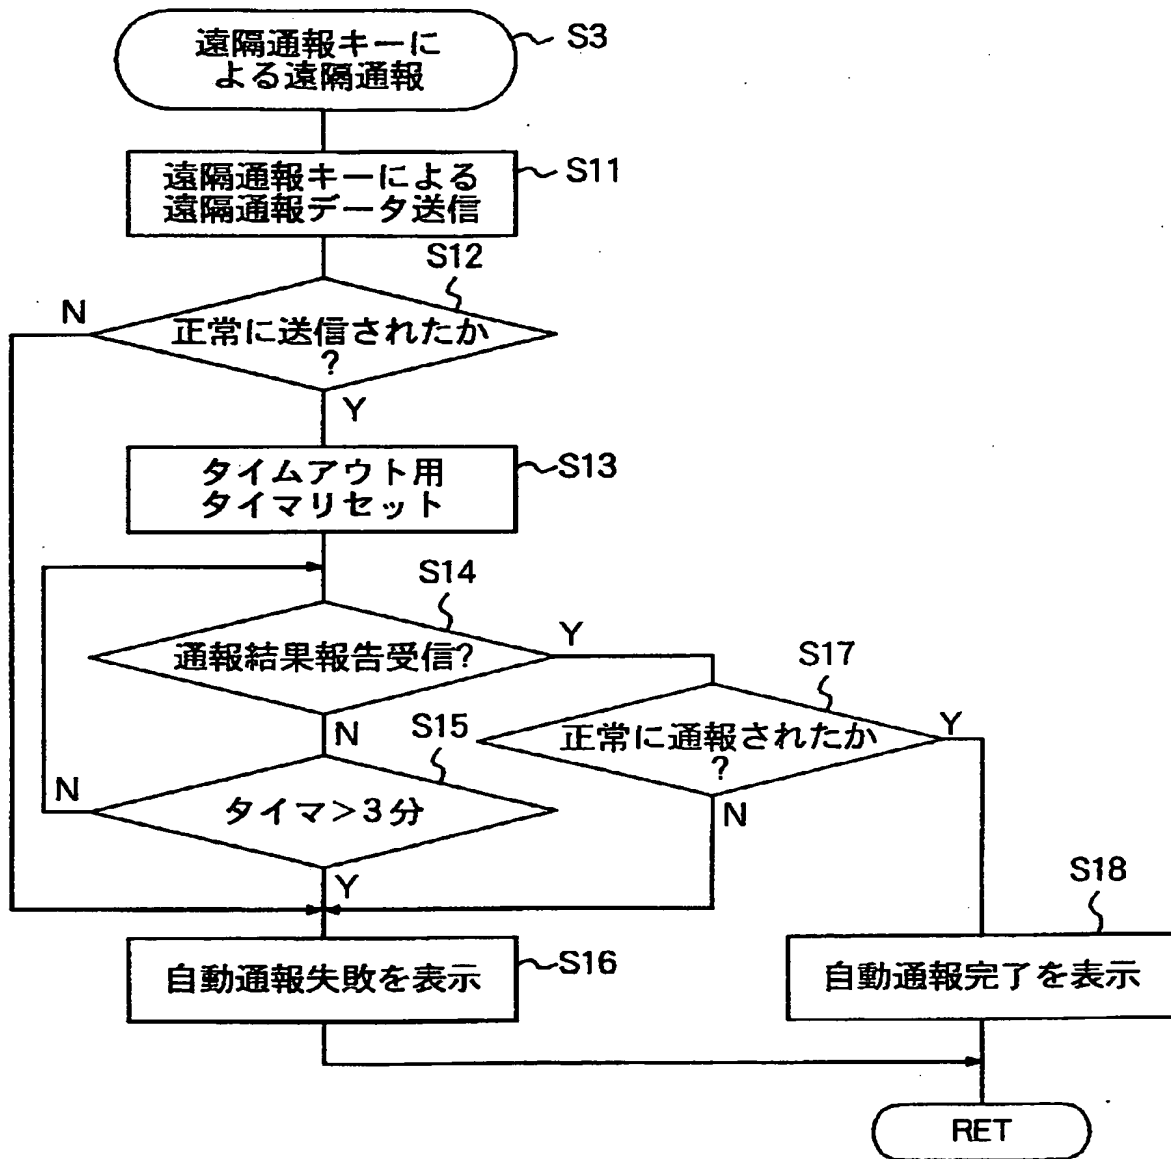 遠隔通報キーに
よる遠隔通報
S3
遠隔通報キーによる
遠隔通報データ送信
S11
S12
N
正常に送信されたか
?
Y
タイムアウト用
タイマリセット
S13
S14
通報結果報告受信?
Y
N
S17
正常に通報されたか
?
Y
N
S15
N
タイマ>3分
Y
S18
自動通報失敗を表示
S16
自動通報完了を表示
RET